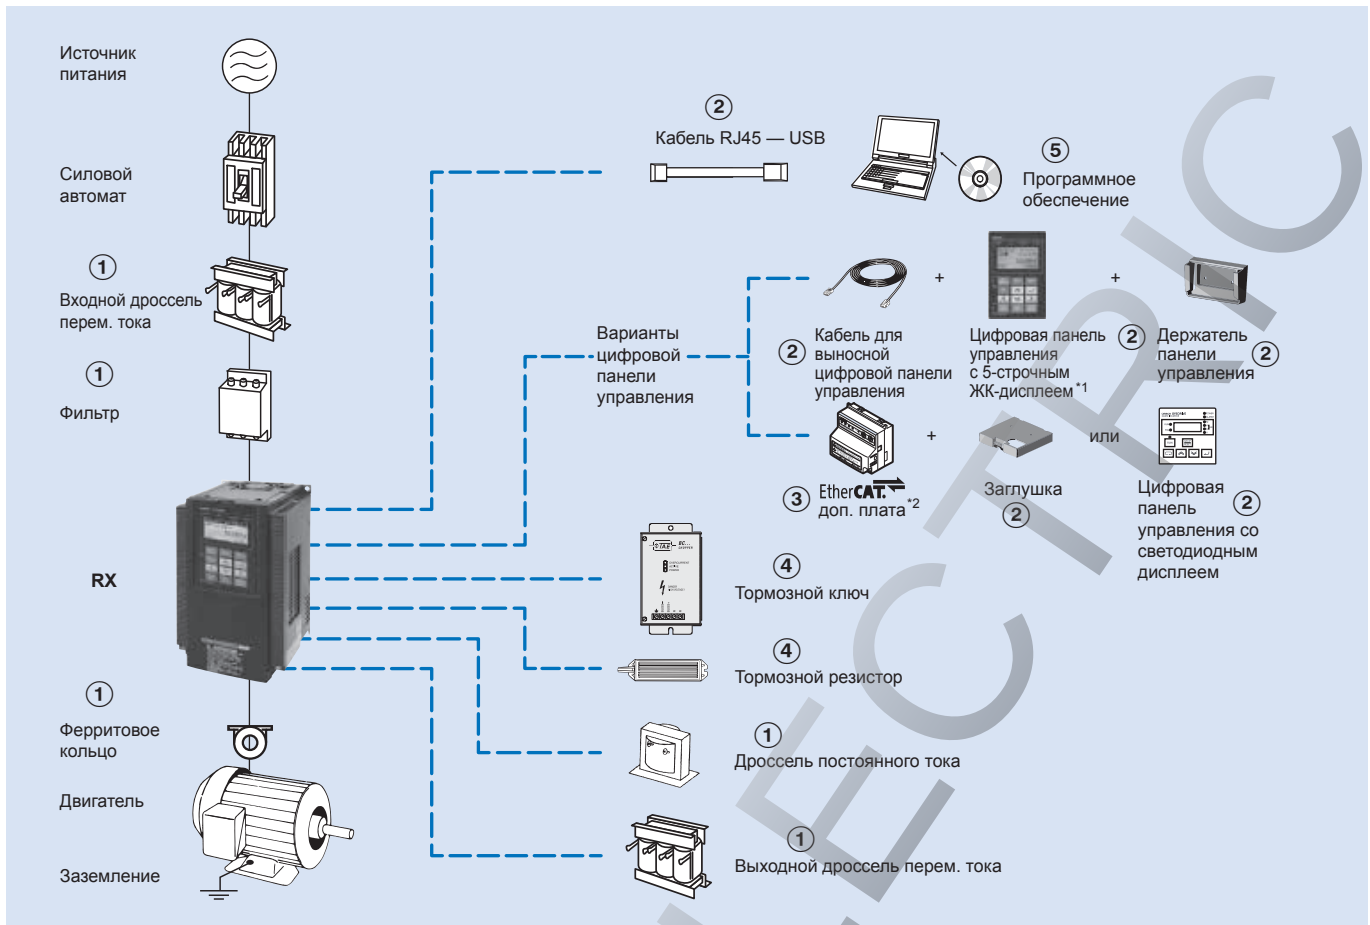 Источник
питания
Силовой
автомат
①
Входной дроссель
перем. тока
①
Фильтр
RX
①
Ферритовое
кольцо
Двигатель
Заземление
②
Кабель RJ45 — USB
⑤
Программное
обеспечение
Варианты
цифровой
панели
управления
+
+
②
Кабель для
выносной
цифровой панели
управления
Цифровая панель
управления
с 5-строчным
ЖК-дисплеем*1
②
Держатель
панели
управления
②
+
или
③
EtherCAT.
доп. плата*2
Заглушка
②
Цифровая
панель
управления со
светодиодным
дисплеем
②
④
Тормозной ключ
④
Тормозной резистор
①
Дроссель постоянного тока
①
Выходной дроссель перем. тока
ECTRIC